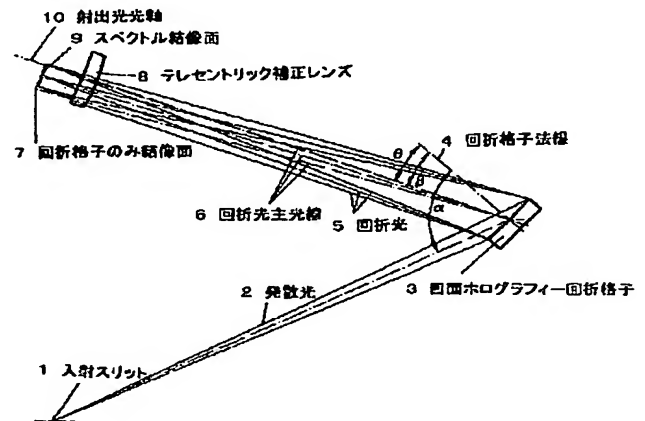 10 射出光光軸
9 スペクトル結像面
8 テレセントリック補正レンズ
7 回折格子のみ結像面
4 回折格子法線
θ
β
α
6 回折光主光線
5 回折光
2 発散光
3 凹面ホログラフィー回折格子
1 入射スリット